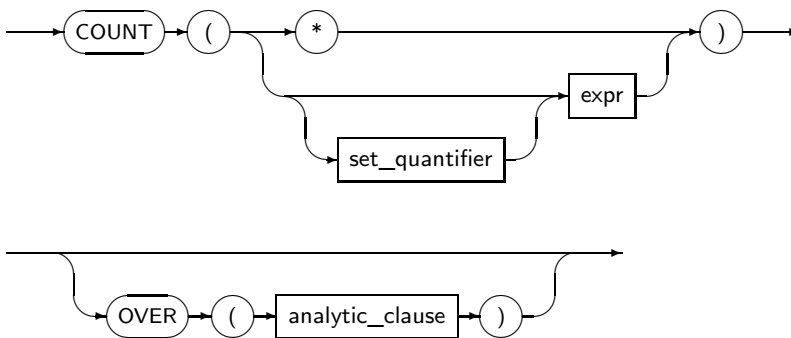 COUNT ( * )
expr
set_quantifier
OVER ( analytic_clause )